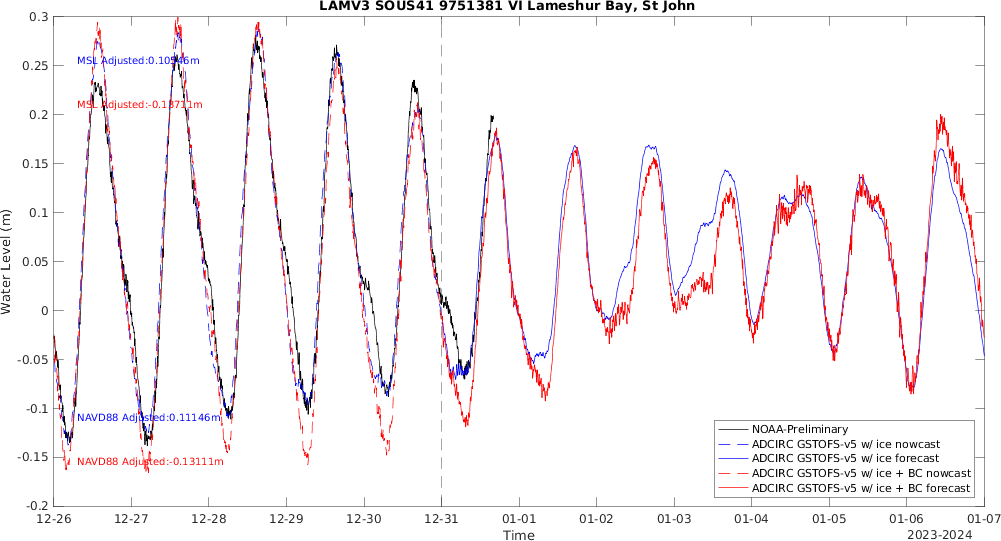 LAMV3 SOUS41 9751381 VI Lameshur Bay, St John
0.3
0.25
0.2
0.15
0.1
0.05
0
-0.05
-0.1
-0.15
-0.2
Water Level (m)
MSL Adjusted:0.10546m
MSL Adjusted:-0.13711m
NAVD88 Adjusted:0.11146m
NAVD88 Adjusted:-0.13111m
NOAA-Preliminary
ADCIRC GSTOFS-v5 w/ ice nowcast
ADCIRC GSTOFS-v5 w/ ice forecast
ADCIRC GSTOFS-v5 w/ ice + BC nowcast
ADCIRC GSTOFS-v5 w/ ice + BC forecast
12-26 12-27 12-28 12-29 12-30 12-31 01-01 01-02 01-03 01-04 01-05 01-06 01-07
Time
2023-2024